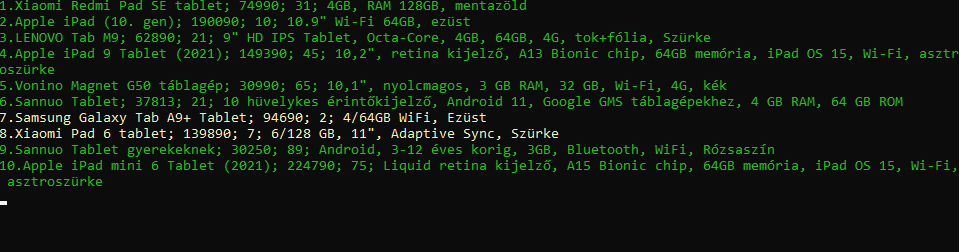 1.Xiaomi Redmi Pad SE tablet; 74990; 31; 4GB, RAM 128GB, mentazöld
2.Apple iPad (10. gen); 190090; 10; 10.9" Wi-Fi 64GB, ezüst
3.LENOVO Tab M9; 62890; 21; 9" HD IPS Tablet, Octa-Core, 4GB, 64GB, 4G, tok+fólia, Szürke
4.Apple iPad 9 Tablet (2021); 149390; 45; 10,2", retina kijelző, A13 Bionic chip, 64GB memória, iPad OS 15, Wi-Fi, asztr
oszürke
5.Vonino Magnet G50 táblagép; 30990; 65; 10,1", nyolcmagos, 3 GB RAM, 32 GB, Wi-Fi, 4G, kék
6.Sannuo Tablet; 37813; 21; 10 hüvelykes érintőkijelző, Android 11, Google GMS táblagépekhez, 4 GB RAM, 64 GB ROM
7.Samsung Galaxy Tab A9+ Tablet; 94690; 2; 4/64GB WiFi, Ezüst
8.Xiaomi Pad 6 tablet; 139890; 7; 6/128 GB, 11", Adaptive Sync, Szürke
9.Sannuo Tablet gyerekeknek; 30250; 89; Android, 3-12 éves korig, 3GB, Bluetooth, WiFi, Rózsaszín
10.Apple iPad mini 6 Tablet (2021); 224790; 75; Liquid retina kijelző, A15 Bionic chip, 64GB memória, iPad OS 15, Wi-Fi,
asztroszürke